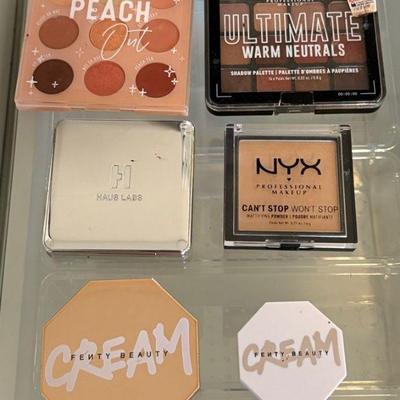 PEACH
Out
PROFESSIONAL
ULTIMATE
WARM NEUTRALS
SHADOW PALETTE | PALETTE D'OMBRES À PAUPIÈRES
HAUS LABS
NYX
PROFESSIONAL
MAKEUP
CAN'T STOP WON'T STOP
MATTIFYING POWDER | POUDRE MATIFIANTE
CREAM
FENTY BEAUTY
CREAM
FENTY BEAUTY